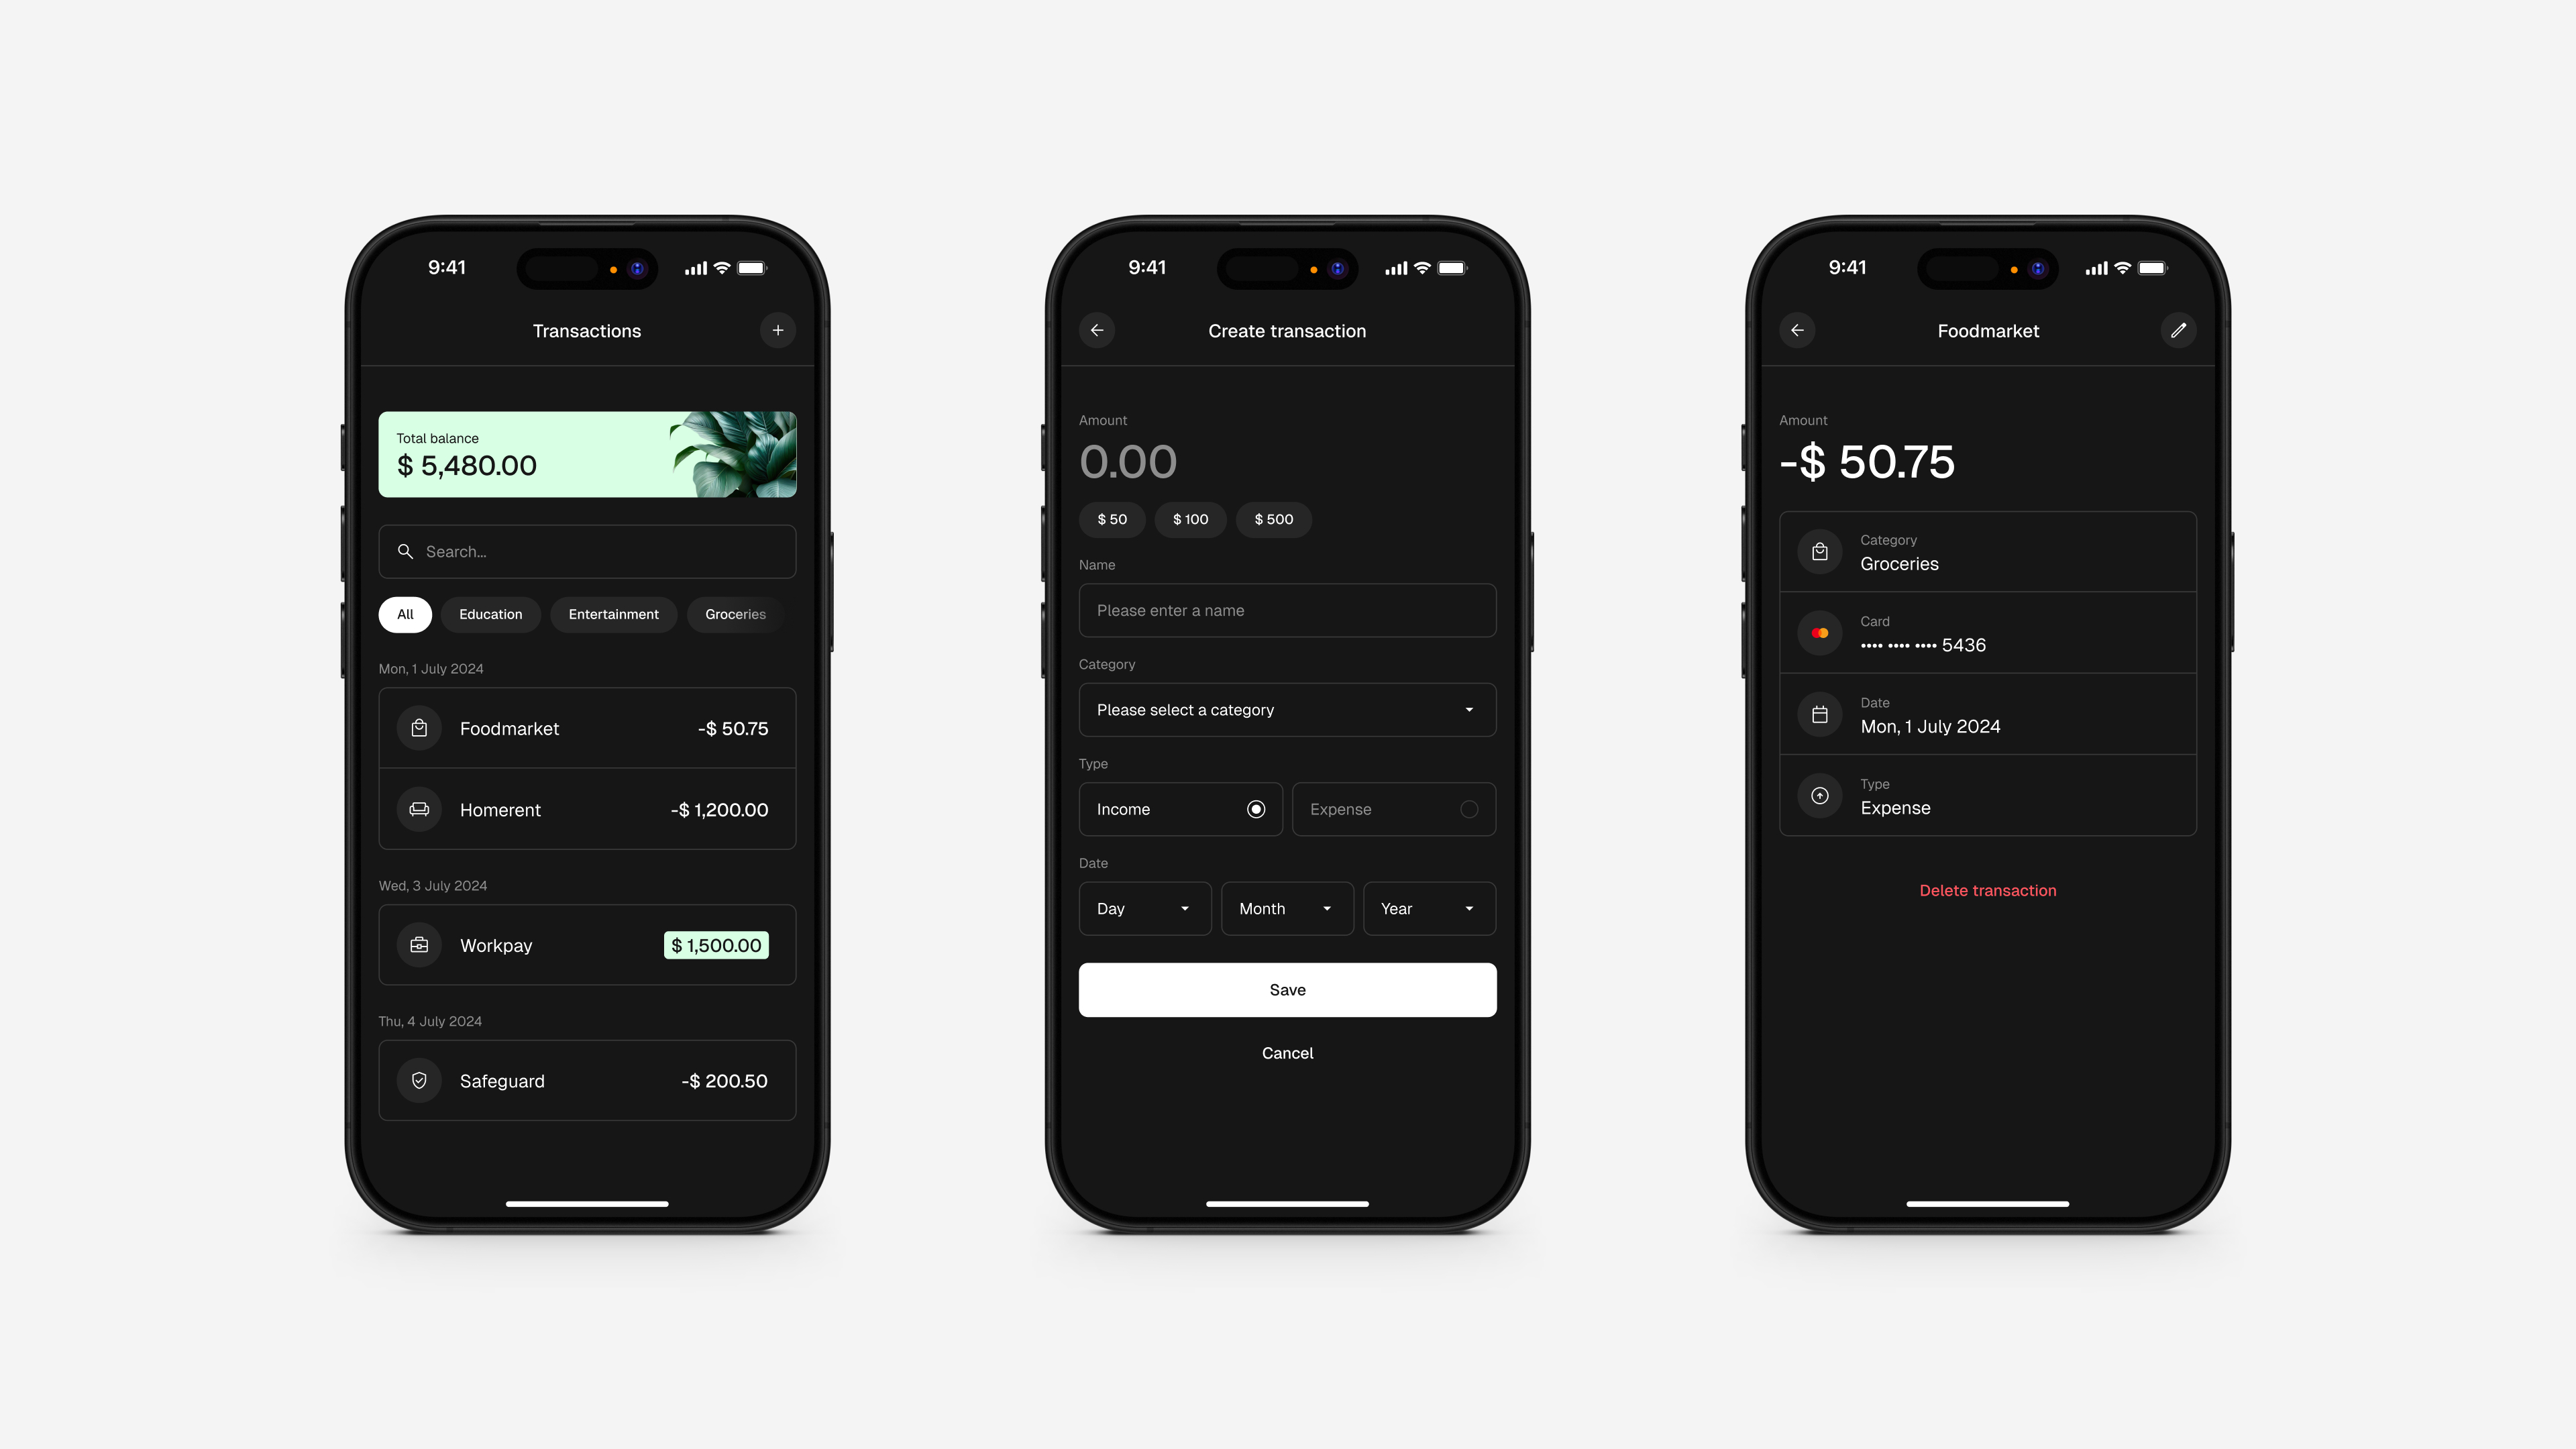 9:41
Transactions
Total balance
$ 5,480.00
Search...
All Education Entertainment Groceries
Mon, 1 July 2024
Foodmarket -$ 50.75
Homerent -$ 1,200.00
Wed, 3 July 2024
Workpay $ 1,500.00
Thu, 4 July 2024
Safeguard -$ 200.50
9:41
Create transaction
Amount
0.00
$ 50 $ 100 $ 500
Name
Please enter a name
Category
Please select a category
Type
Income Expense
Date
Day Month Year
Save
Cancel
9:41
Foodmarket
Amount
-$ 50.75
Category
Groceries
Card
•••• •••• •••• 5436
Date
Mon, 1 July 2024
Type
Expense
Delete transaction